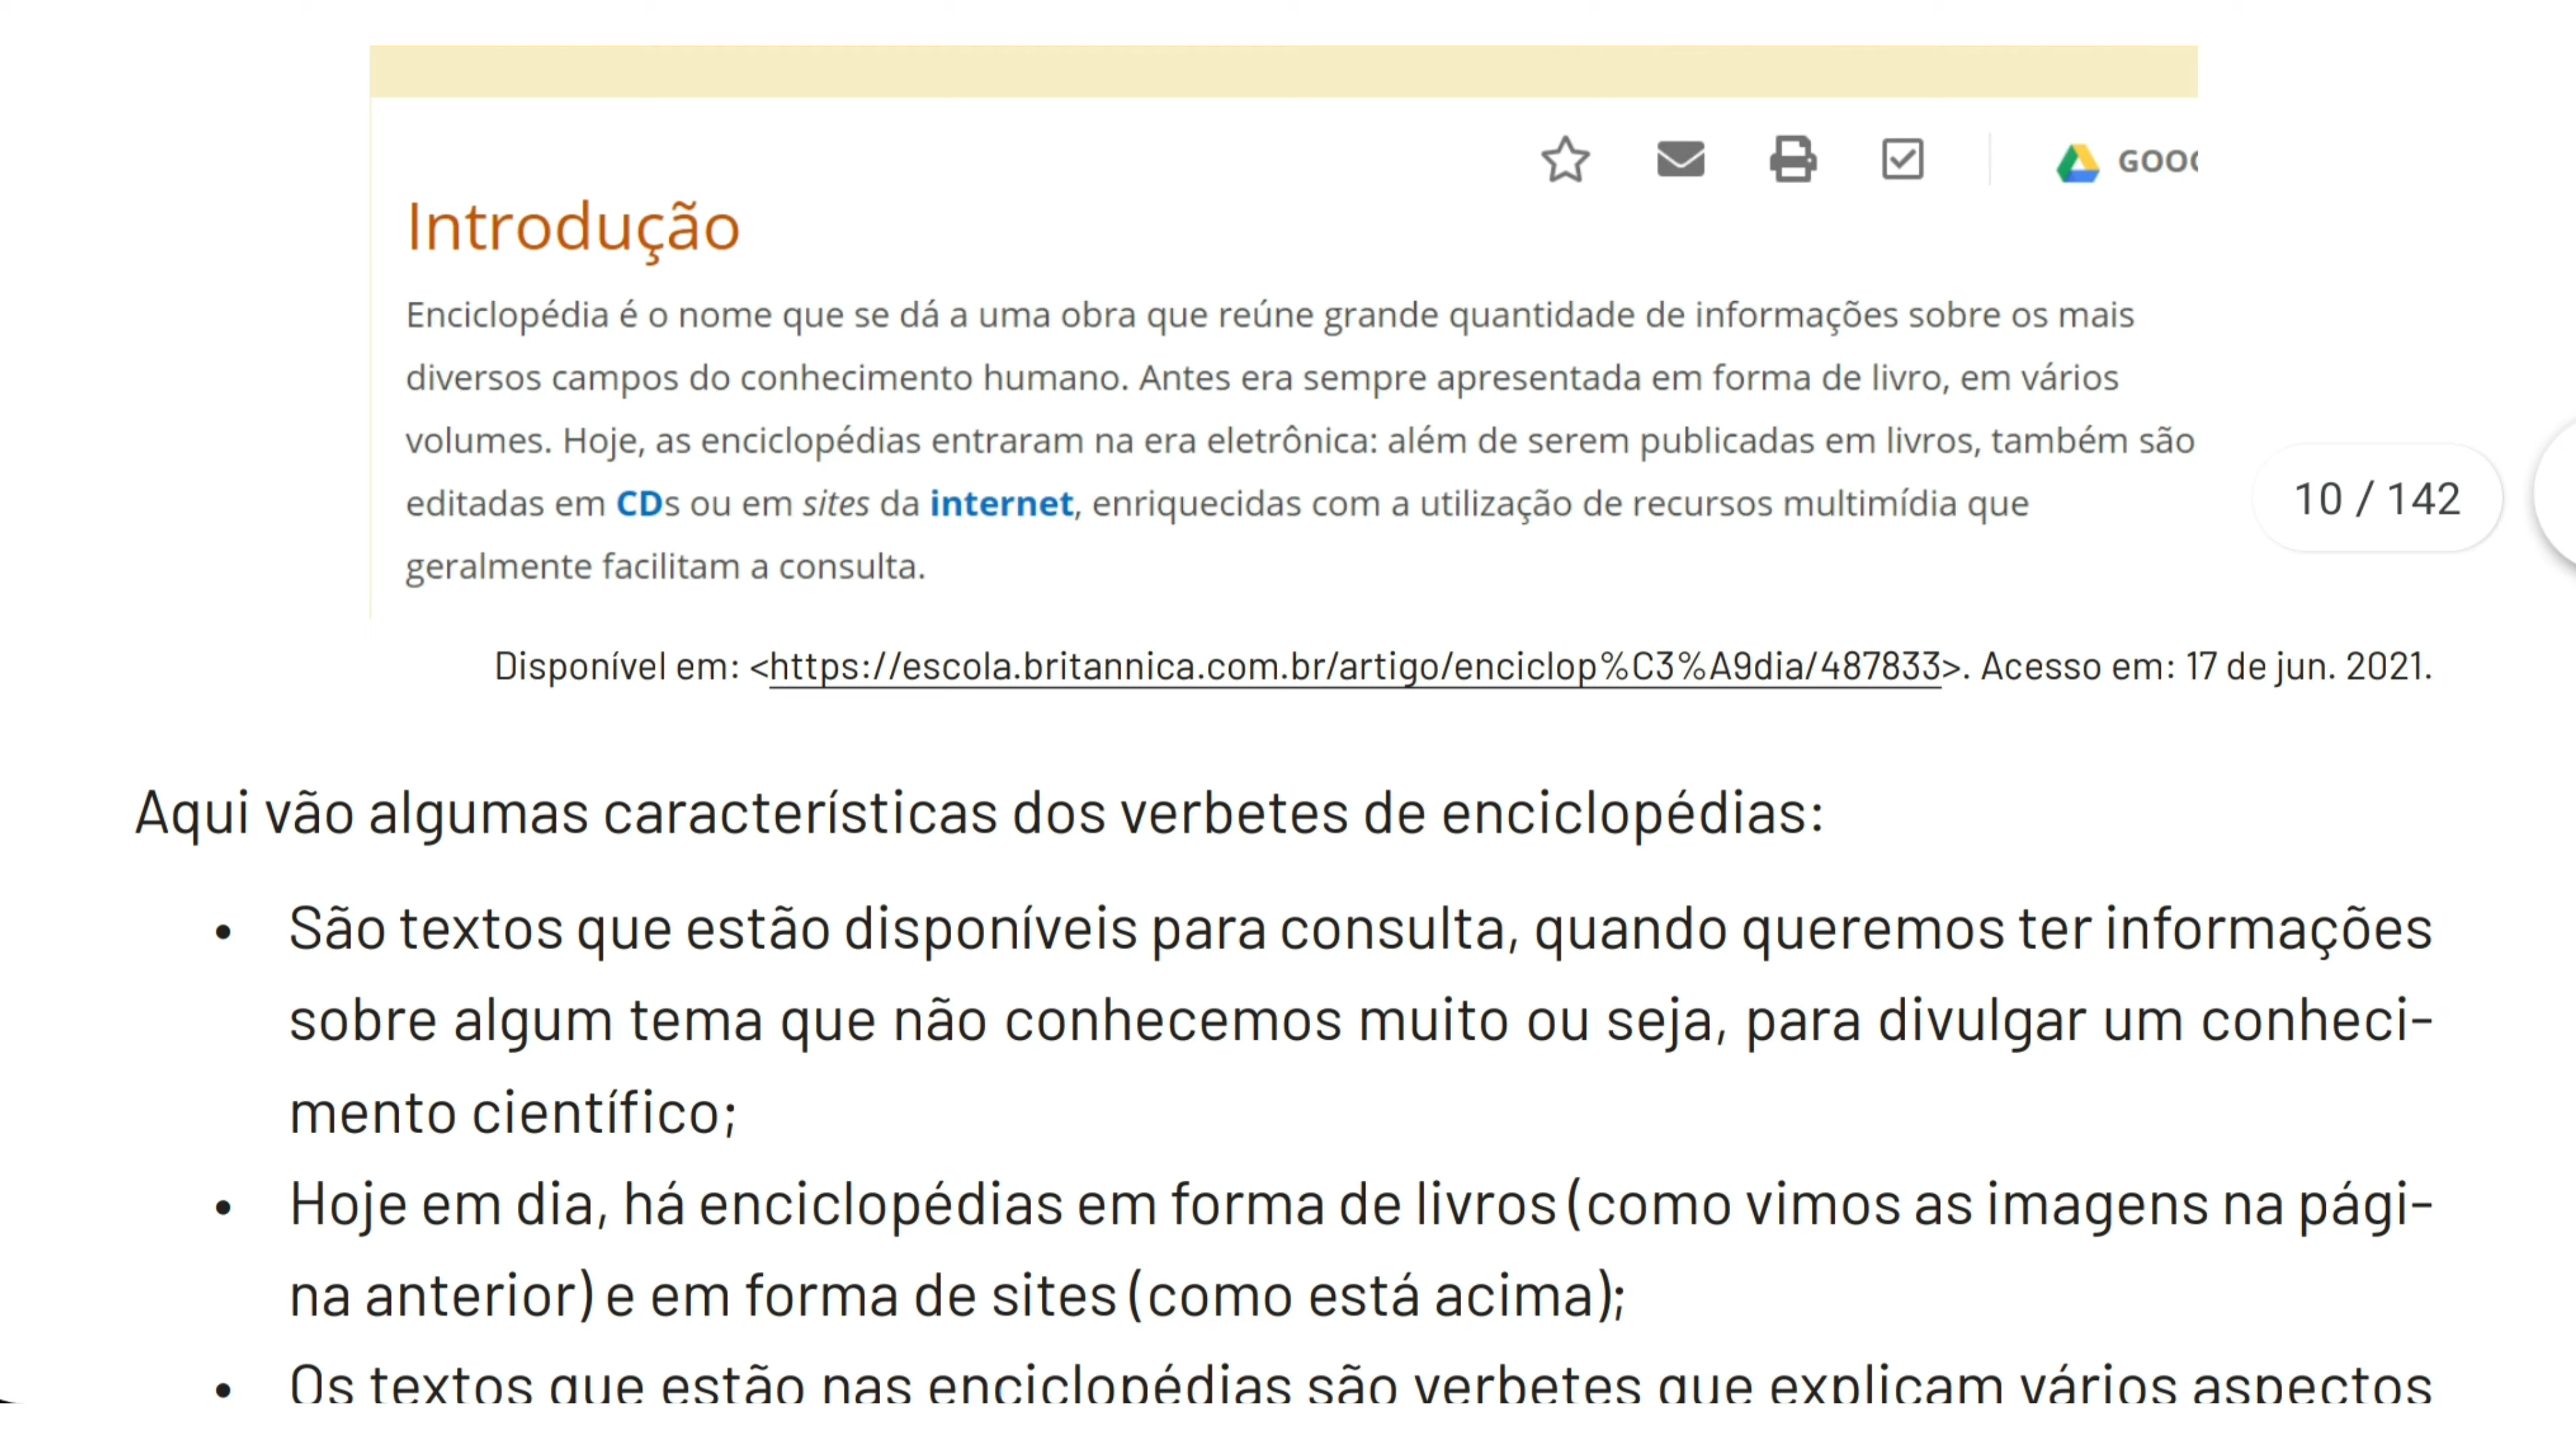 GOO
Introdução
Enciclopédia é o nome que se dá a uma obra que reúne grande quantidade de informações sobre os mais
diversos campos do conhecimento humano. Antes era sempre apresentada em forma de livro, em vários
volumes. Hoje, as enciclopédias entraram na era eletrônica: além de serem publicadas em livros, também são
editadas em CDs ou em sites da internet, enriquecidas com a utilização de recursos multimídia que
geralmente facilitam a consulta.
10 / 142
Disponível em: <https://escola.britannica.com.br/artigo/enciclop%C3%A9dia/487833>. Acesso em: 17 de jun. 2021.
Aqui vão algumas características dos verbetes de enciclopédias:
• São textos que estão disponíveis para consulta, quando queremos ter informações
sobre algum tema que não conhecemos muito ou seja, para divulgar um conheci-
mento científico;
• Hoje em dia, há enciclopédias em forma de livros (como vimos as imagens na pági-
na anterior) e em forma de sites (como está acima);
• Os textos que estão nas enciclopédias são verbetes que explicam vários aspectos